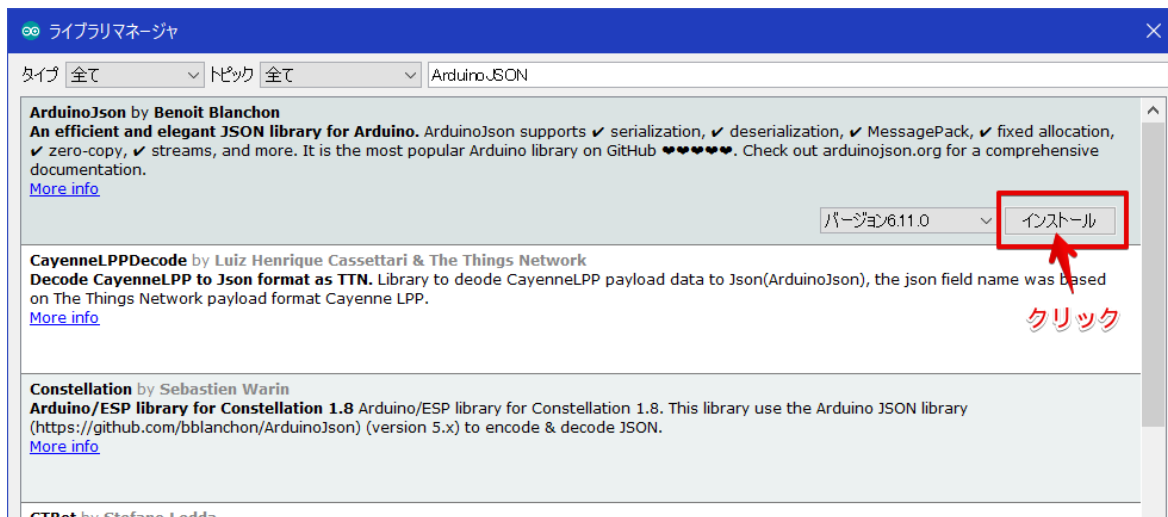 ライブラリマネージャ
タイプ 全て トピック 全て ArduinoJSON
ArduinoJson by Benoit Blanchon
An efficient and elegant JSON library for Arduino. ArduinoJson supports ✔ serialization, ✔ deserialization, ✔ MessagePack, ✔ fixed allocation,
✔ zero-copy, ✔ streams, and more. It is the most popular Arduino library on GitHub ❤❤❤❤❤. Check out arduinojson.org for a comprehensive
documentation.
More info
バージョン6.11.0 インストール
CayenneLPPDecode by Luiz Henrique Cassettari & The Things Network
Decode CayenneLPP to Json format as TTN. Library to deode CayenneLPP payload data to Json(ArduinoJson), the json field name was based
on The Things Network payload format Cayenne LPP.
More info
クリック
Constellation by Sebastien Warin
Arduino/ESP library for Constellation 1.8 Arduino/ESP library for Constellation 1.8. This library use the Arduino JSON library
(https://github.com/bblanchon/ArduinoJson) (version 5.x) to encode & decode JSON.
More info
CTBot by Stefano Ledda